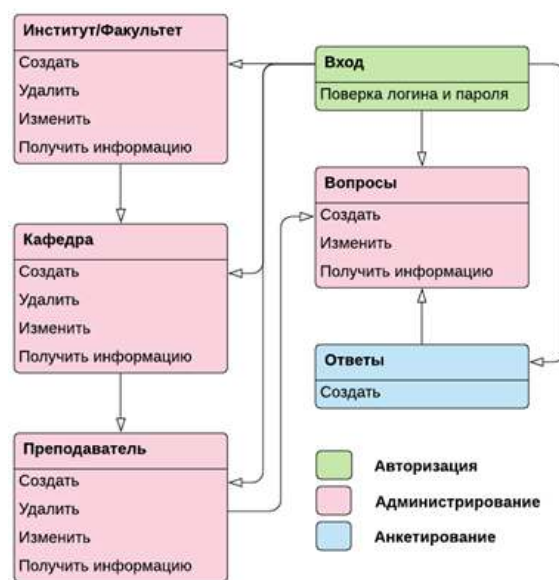 Институт/Факультет
Создать
Удалить
Изменить
Получить информацию
Кафедра
Создать
Удалить
Изменить
Получить информацию
Преподаватель
Создать
Удалить
Изменить
Получить информацию
Вход
Поверка логина и пароля
Вопросы
Создать
Изменить
Получить информацию
Ответы
Создать
Авторизация
Администрирование
Анкетирование